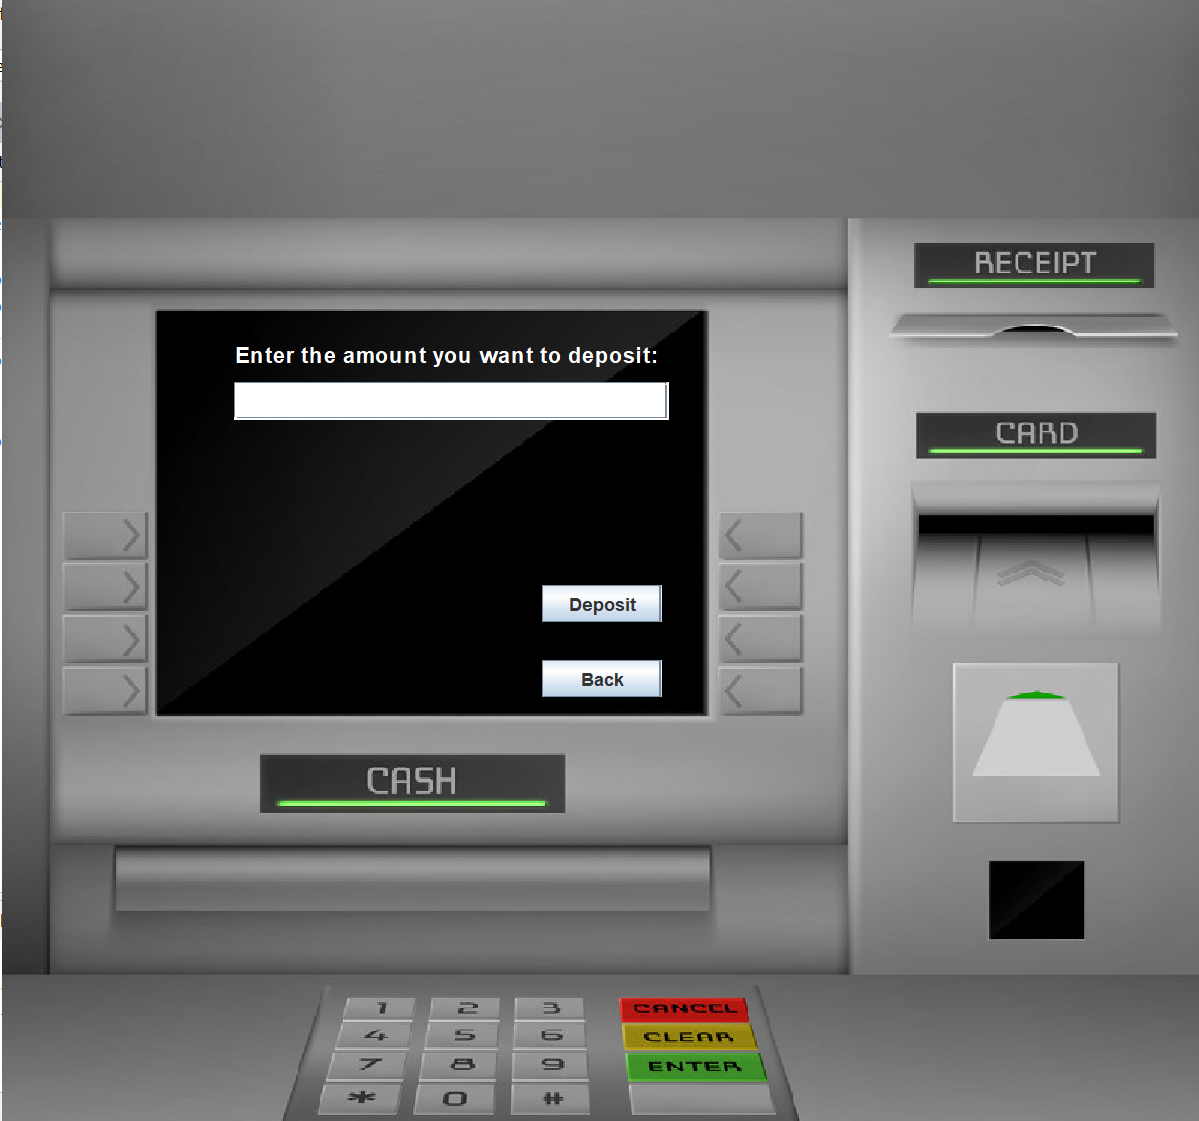 RECEIPT
Enter the amount you want to deposit:
CARD
Deposit
Back
CASH
1 2 3 CANCEL
4 5 6 CLEAR
7 8 9 ENTER
* 0 #